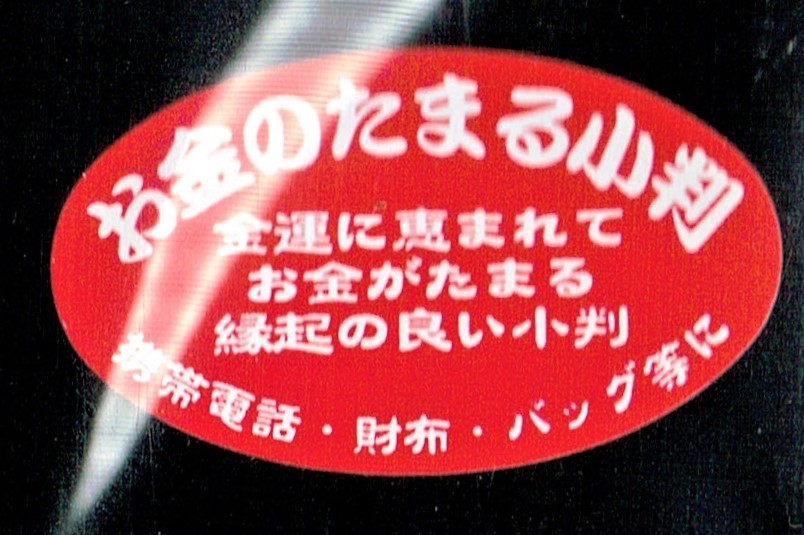 お金のたまる小判
金運に恵まれて
お金がたまる
縁起の良い小判
携帯電話・財布・バッグ等に